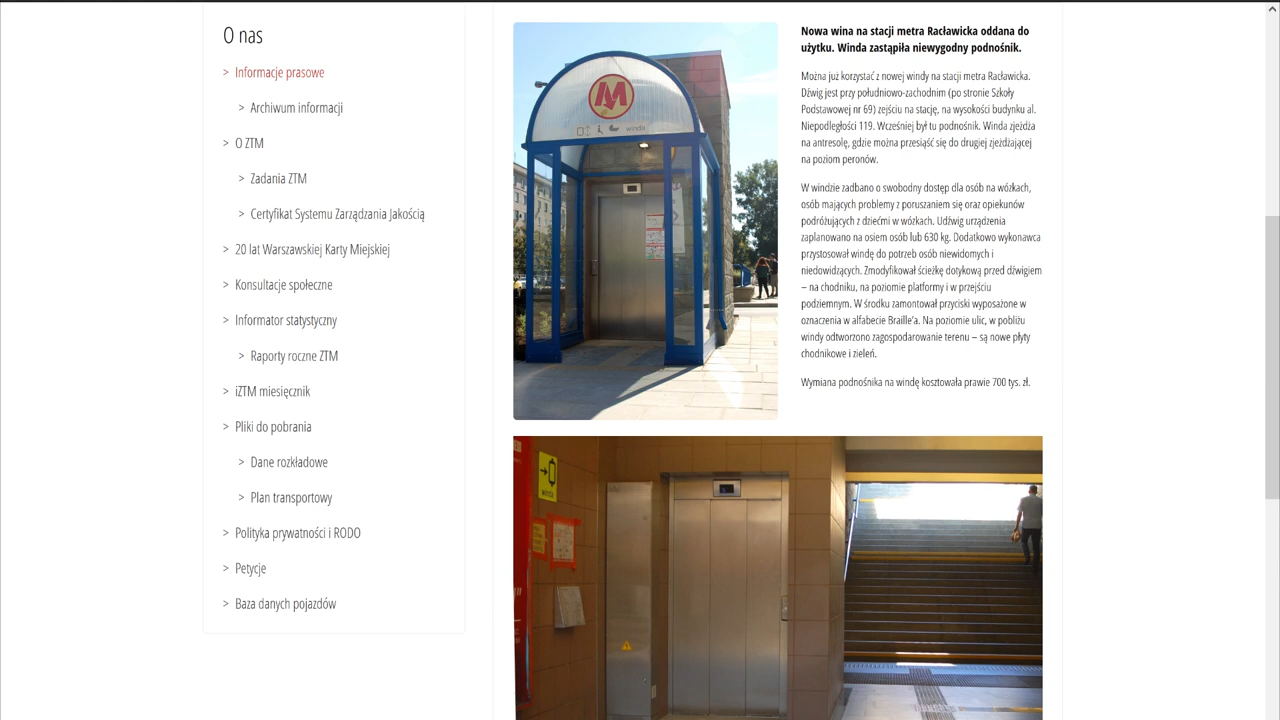 O nas
> Informacje prasowe
> Archiwum informacji
> O ZTM
> Zadania ZTM
> Certyfikat Systemu Zarządzania Jakością
> 20 lat Warszawskiej Karty Miejskiej
> Konsultacje społeczne
> Informator statystyczny
> Raporty roczne ZTM
> iZTM miesięcznik
> Pliki do pobrania
> Dane rozkładowe
> Plan transportowy
> Polityka prywatności i RODO
> Petycje
> Baza danych pojazdów
M
winda
Nowa wina na stacji metra Racławicka oddana do
użytku. Winda zastąpiła niewygodny podnośnik.
Można już korzystać z nowej windy na stacji metra Racławicka.
Dźwig jest przy południowo-zachodnim (po stronie Szkoły
Podstawowej nr 69) zejściu na stację, na wysokości budynku al.
Niepodległości 119. Wcześniej był tu podnośnik. Winda zjeżdża
na antresolę, gdzie można przesiąść się do drugiej zjeżdżającej
na poziom peronów.
W windzie zadbano o swobodny dostęp dla osób na wózkach,
osób mających problemy z poruszaniem się oraz opiekunów
podróżujących z dziećmi w wózkach. Udźwig urządzenia
zaplanowano na osiem osób lub 630 kg. Dodatkowo wykonawca
przystosował windę do potrzeb osób niewidomych i
niedowidzących. Zmodyfikował ścieżkę dotykową przed dźwigiem
– na chodniku, na poziomie platformy i w przejściu
podziemnym. W środku zamontował przyciski wyposażone w
oznaczenia w alfabecie Braille'a. Na poziomie ulic, w pobliżu
windy odtworzono zagospodarowanie terenu – są nowe płyty
chodnikowe i zieleń.
Wymiana podnośnika na windę kosztowała prawie 700 tys. zł.
winda